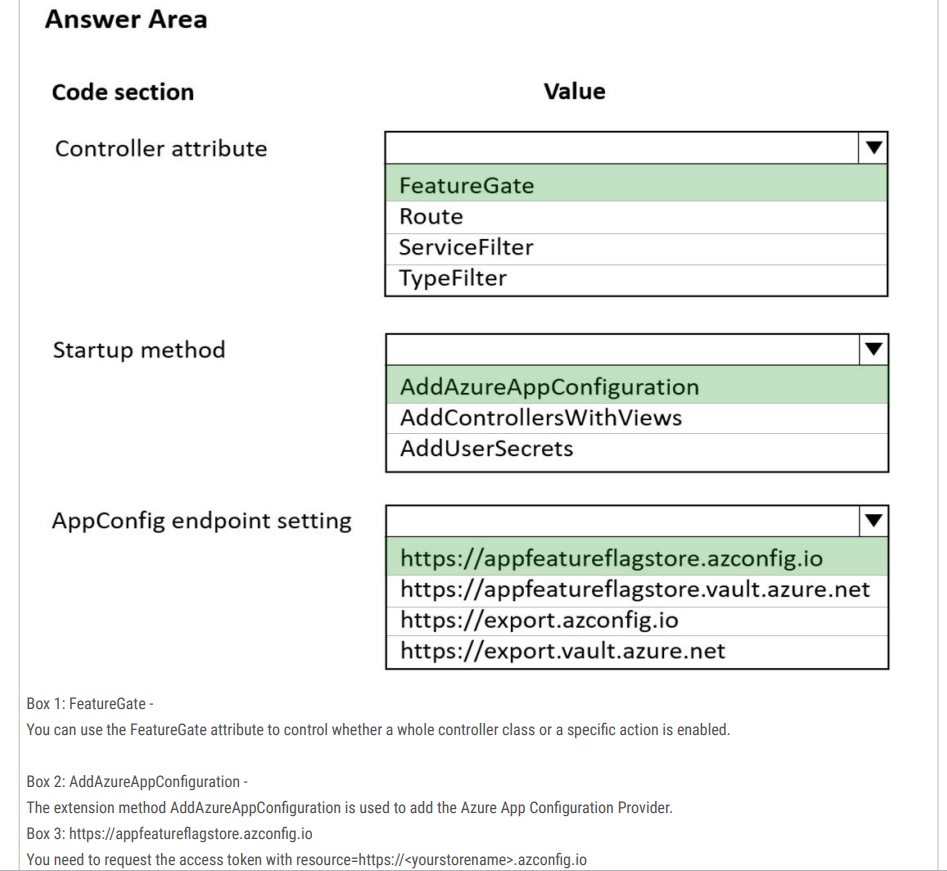 Answer Area
Code section Value
Controller attribute
FeatureGate
Route
ServiceFilter
TypeFilter
Startup method
AddAzureAppConfiguration
AddControllersWithViews
AddUserSecrets
AppConfig endpoint setting
https://appfeatureflagstore.azconfig.io
https://appfeatureflagstore.vault.azure.net
https://export.azconfig.io
https://export.vault.azure.net
Box 1: FeatureGate -
You can use the FeatureGate attribute to control whether a whole controller class or a specific action is enabled.
Box 2: AddAzureAppConfiguration -
The extension method AddAzureAppConfiguration is used to add the Azure App Configuration Provider.
Box 3: https://appfeatureflagstore.azconfig.io
You need to request the access token with resource=https://<yourstorename>.azconfig.io